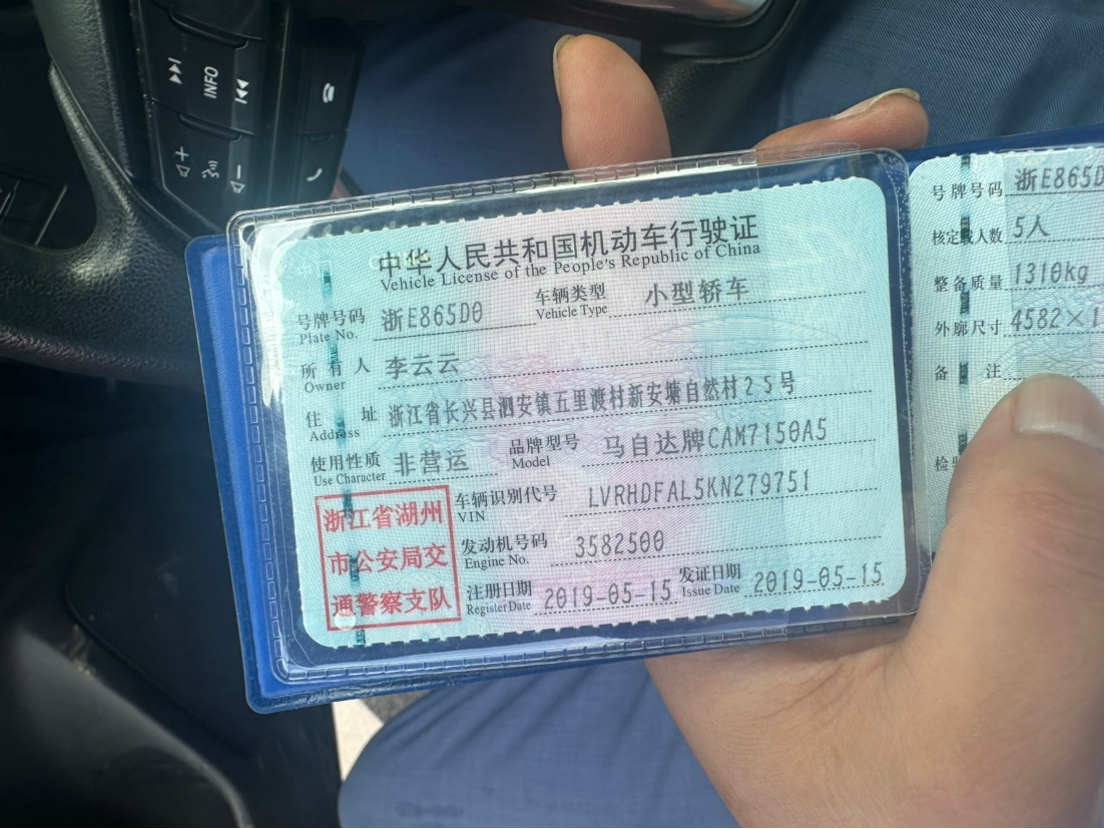 INFO
中华人民共和国机动车行驶证
Vehicle License of the People's Republic of China
号牌号码 浙E865D0 车辆类型 小型轿车
Plate No. Vehicle Type
所有人 李云云
Owner
住址 浙江省长兴县泗安镇五里渡村新安塘自然村25号
Address
使用性质 非营运 品牌型号 马自达牌CAM7150A5
Use Character Model
车辆识别代号 LVRHDFAL5KN279751
VIN
发动机号码 3582500
Engine No.
注册日期 2019-05-15 发证日期 2019-05-15
Register Date Issue Date
浙江省湖州
市公安局交
通警察支队
号牌号码 浙E865D
核定载人数 5人
整备质量 1310kg
外廓尺寸 4582×1
备注
检